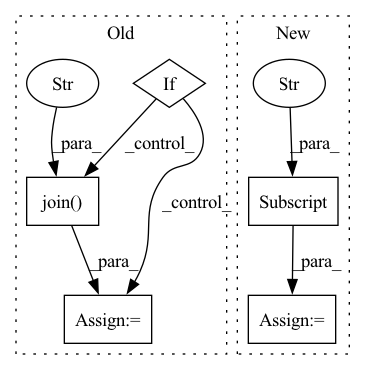 Old
New
Str
If
Str
_para_
_control_
_para_
join()
_control_
Subscript
_para_
_para_
Assign:=
Assign:=